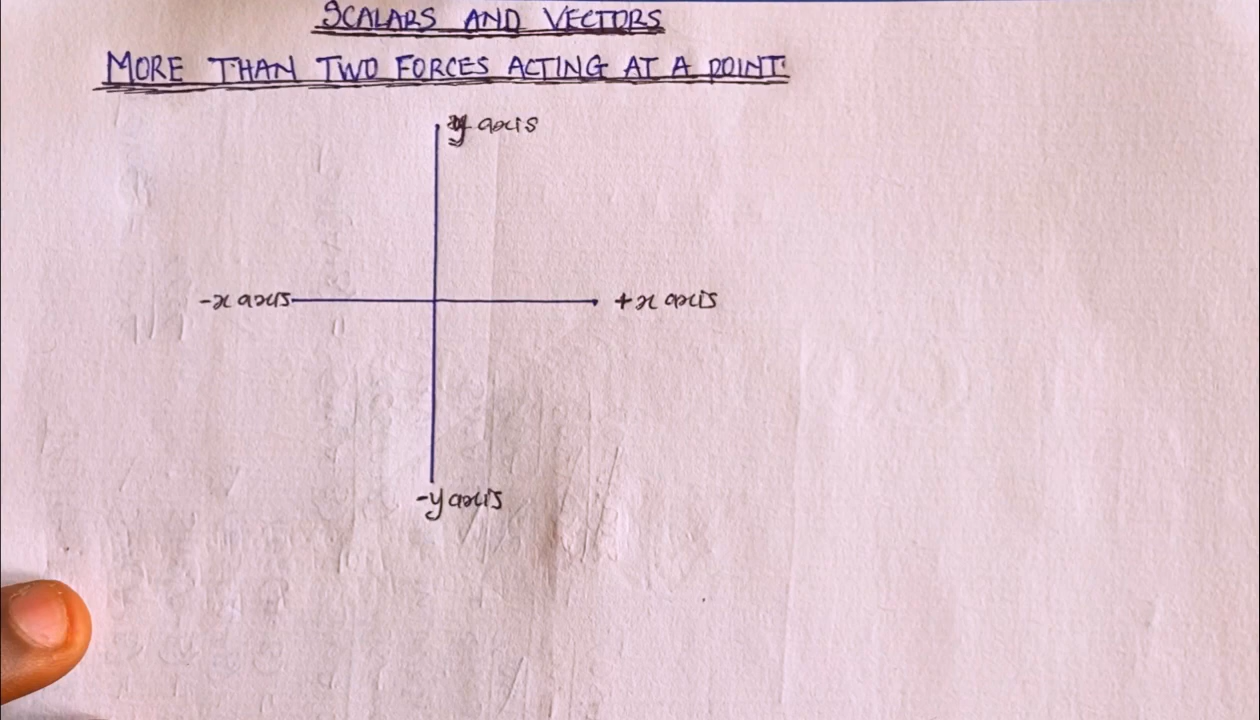 SCALARS AND VECTORS
MORE THAN TWO FORCES ACTING AT A POINT
y axis
-x axis
+x axis
-y axis